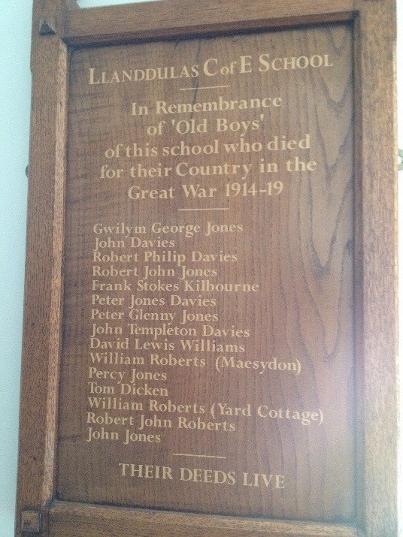 LLANDDULAS C of E SCHOOL
In Remembrance
of 'Old Boys'
of this school who died
for their Country in the
Great War 1914-19
Gwilym George Jones
John Davies
Robert Philip Davies
Robert John Jones
Frank Stokes Kilbourne
Peter Jones Davies
Peter Glenny Jones
John Templeton Davies
David Lewis Williams
William Roberts (Maesydon)
Percy Jones
Tom Dicken
William Roberts (Yard Cottage)
Robert John Roberts
John Jones
THEIR DEEDS LIVE